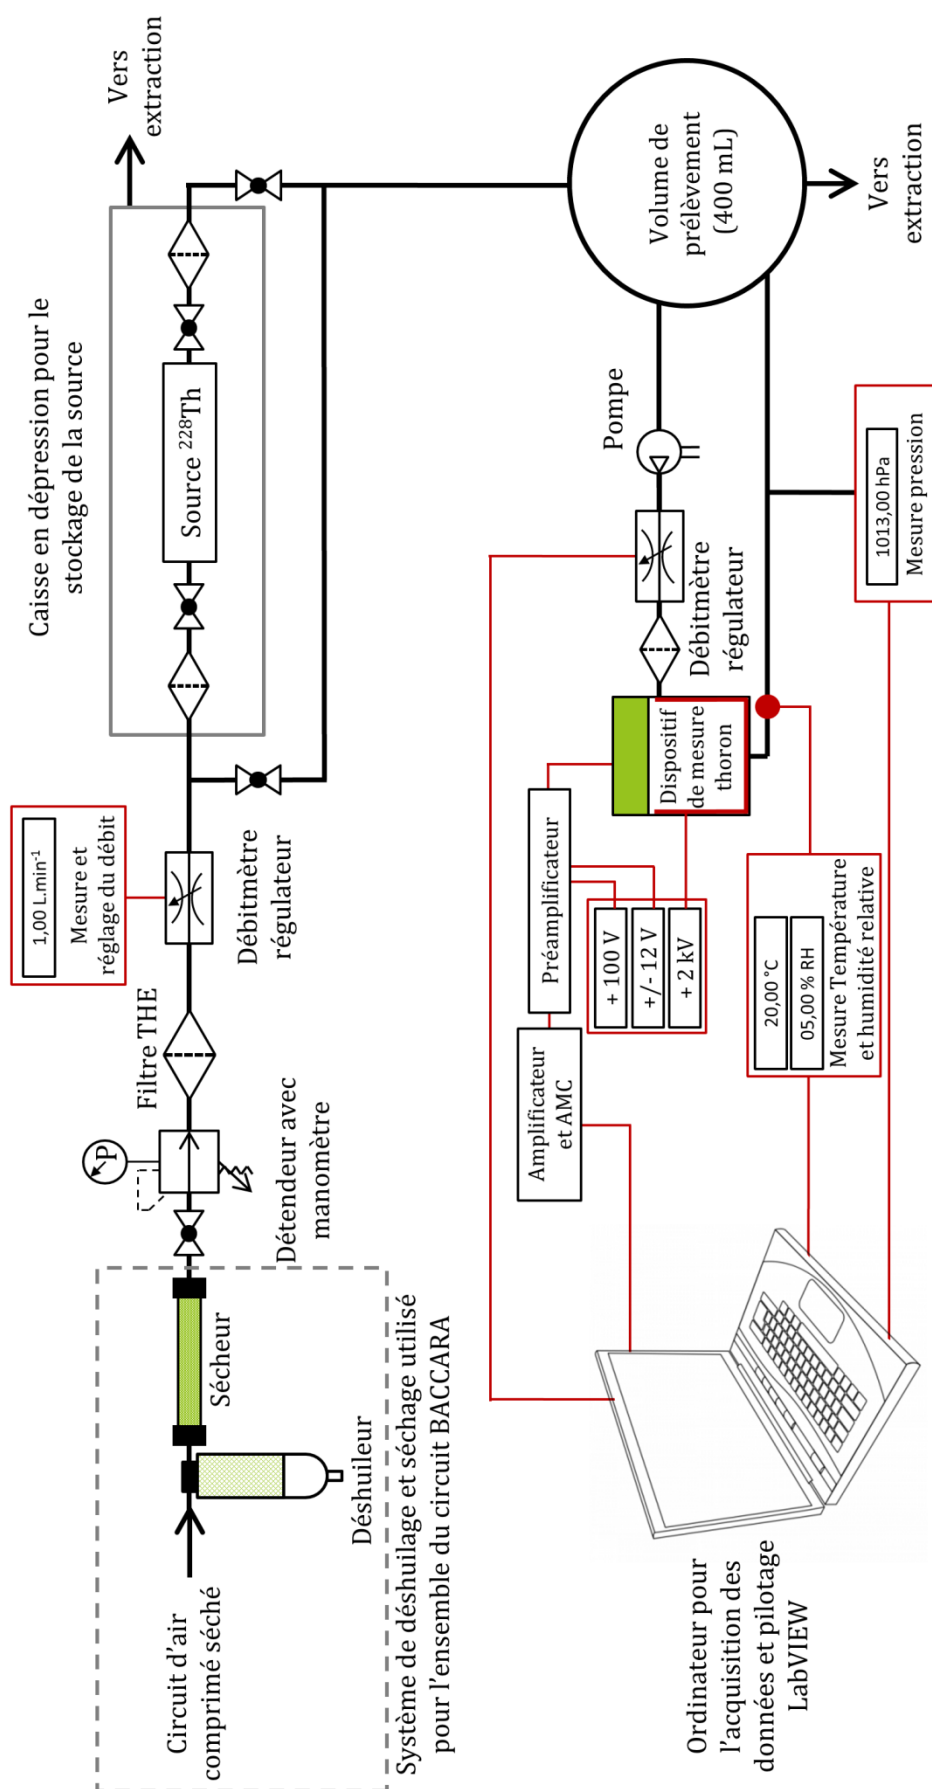 Circuit d'air
comprimé séché
Déshuileur
Sécheur
Système de déshuilage et séchage utilisé
pour l'ensemble du circuit BACCARA
P
Détendeur avec
manomètre
Filtre THE
1,00 L.min⁻¹
Mesure et
réglage du débit
Débitmètre
régulateur
Caisse en dépression pour le
stockage de la source
Source ²²⁸Th
Vers
extraction
Ordinateur pour
l'acquisition des
données et pilotage
LabVIEW
Amplificateur
et AMC
Préamplificateur
+ 100 V
+/- 12 V
+ 2 kV
20,00 °C
05,00 % RH
Mesure Température
et humidité relative
Dispositif
de mesure
thoron
Débitmètre
régulateur
Pompe
1013,00 hPa
Mesure pression
Volume de
prélèvement
(400 mL)
Vers
extraction